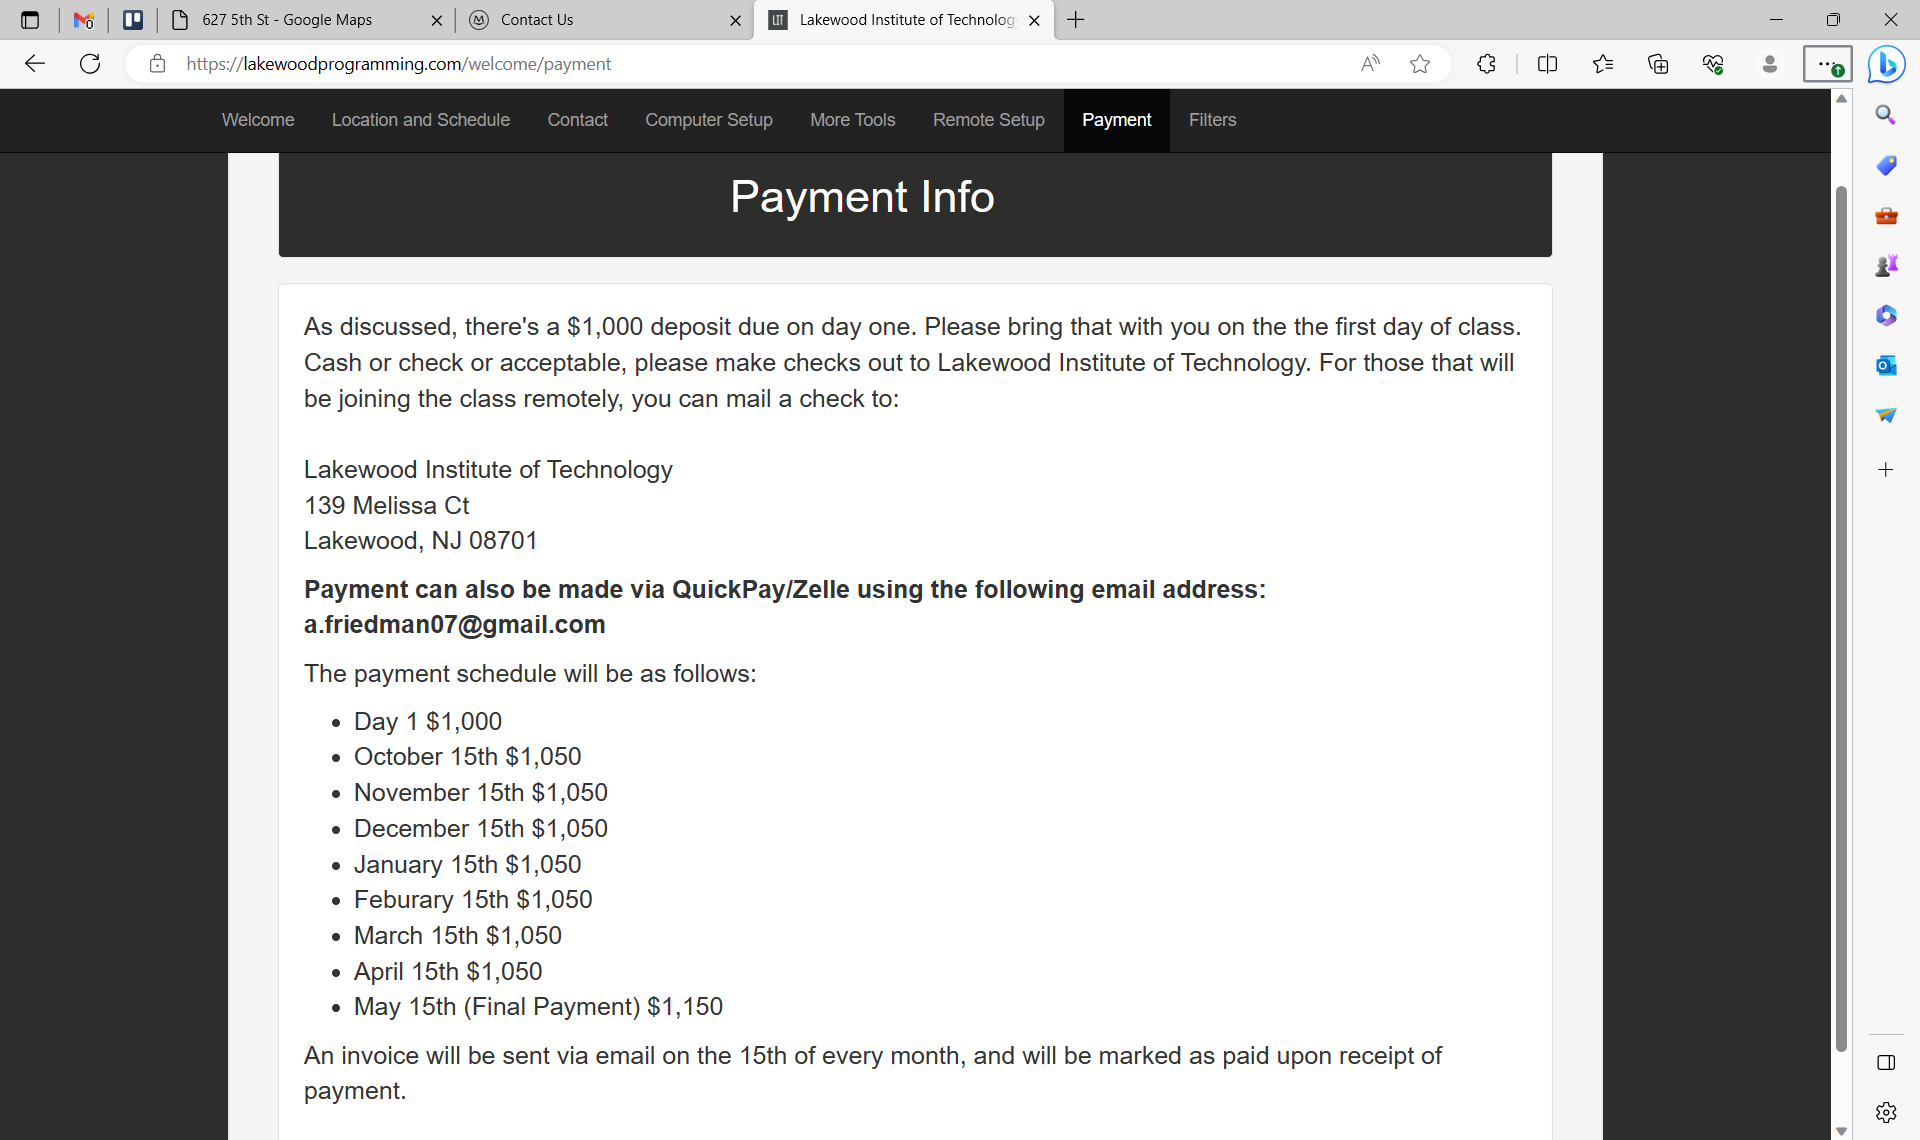 627 5th St - Google Maps
Contact Us
Lakewood Institute of Technolog
https://lakewoodprogramming.com/welcome/payment
Welcome
Location and Schedule
Contact
Computer Setup
More Tools
Remote Setup
Payment
Filters
Payment Info
As discussed, there's a $1,000 deposit due on day one. Please bring that with you on the the first day of class.
Cash or check or acceptable, please make checks out to Lakewood Institute of Technology. For those that will
be joining the class remotely, you can mail a check to:
Lakewood Institute of Technology
139 Melissa Ct
Lakewood, NJ 08701
Payment can also be made via QuickPay/Zelle using the following email address:
a.friedman07@gmail.com
The payment schedule will be as follows:
• Day 1 $1,000
• October 15th $1,050
• November 15th $1,050
• December 15th $1,050
• January 15th $1,050
• Feburary 15th $1,050
• March 15th $1,050
• April 15th $1,050
• May 15th (Final Payment) $1,150
An invoice will be sent via email on the 15th of every month, and will be marked as paid upon receipt of
payment.